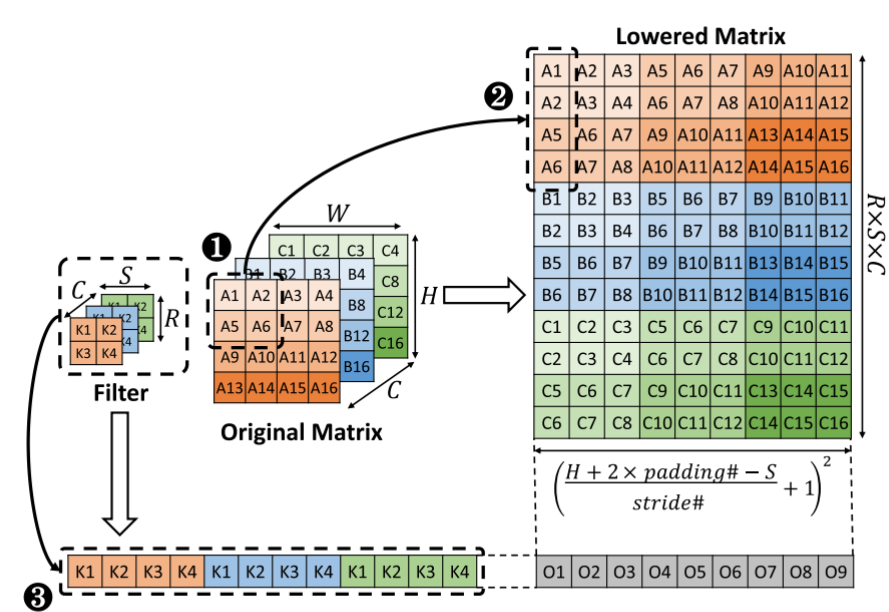 Lowered Matrix
❷
A1 A2 A3 A5 A6 A7 A9 A10 A11
A2 A3 A4 A6 A7 A8 A10 A11 A12
A5 A6 A7 A9 A10 A11 A13 A14 A15
A6 A7 A8 A10 A11 A12 A14 A15 A16
B1 B2 B3 B5 B6 B7 B9 B10 B11
B2 B3 B4 B6 B7 B8 B10 B11 B12
B5 B6 B7 B9 B10 B11 B13 B14 B15
B6 B7 B8 B10 B11 B12 B14 B15 B16
C1 C2 C3 C5 C6 C7 C9 C10 C11
C2 C3 C4 C6 C7 C8 C10 C11 C12
C5 C6 C7 C9 C10 C11 C13 C14 C15
C6 C7 C8 C10 C11 C12 C14 C15 C16
R×S×C
❶
W
C1 C2 C3 C4
C8
C12
C16
B1 B2 B3 B4
B8
B12
B16
A1 A2 A3 A4
A5 A6 A7 A8
A9 A10 A11 A12
A13 A14 A15 A16
H
C
Original Matrix
C
S
R
K1 K2
K4
K1 K2
K4
K1 K2
K3 K4
Filter
(H + 2 × padding# − S / stride# + 1)²
❸
K1 K2 K3 K4 K1 K2 K3 K4 K1 K2 K3 K4
O1 O2 O3 O4 O5 O6 O7 O8 O9